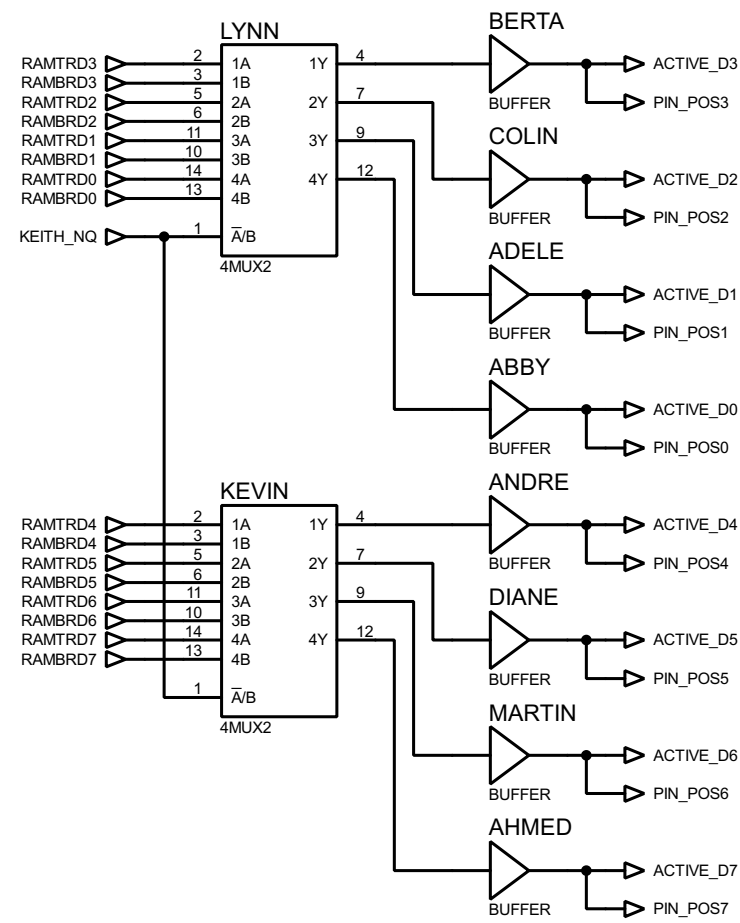 BERTA
LYNN
RAMTRD3 2 1A 1Y 4 ACTIVE_D3
RAMBRD3 3 1B
BUFFER PIN_POS3
RAMTRD2 5 2A 2Y 7
RAMBRD2 6 2B
COLIN
RAMTRD1 11 3A 3Y 9
RAMBRD1 10 3B
RAMTRD0 14 4A 4Y 12 ACTIVE_D2
RAMBRD0 13 4B
BUFFER PIN_POS2
KEITH_NQ 1 A̅/B
ADELE
4MUX2
ACTIVE_D1
BUFFER PIN_POS1
ABBY
ACTIVE_D0
BUFFER PIN_POS0
ANDRE
KEVIN
RAMTRD4 2 1A 1Y 4 ACTIVE_D4
RAMBRD4 3 1B
BUFFER PIN_POS4
RAMTRD5 5 2A 2Y 7
RAMBRD5 6 2B
DIANE
RAMTRD6 11 3A 3Y 9
RAMBRD6 10 3B
RAMTRD7 14 4A 4Y 12 ACTIVE_D5
RAMBRD7 13 4B
BUFFER PIN_POS5
1 A̅/B
MARTIN
4MUX2
ACTIVE_D6
BUFFER PIN_POS6
AHMED
ACTIVE_D7
BUFFER PIN_POS7